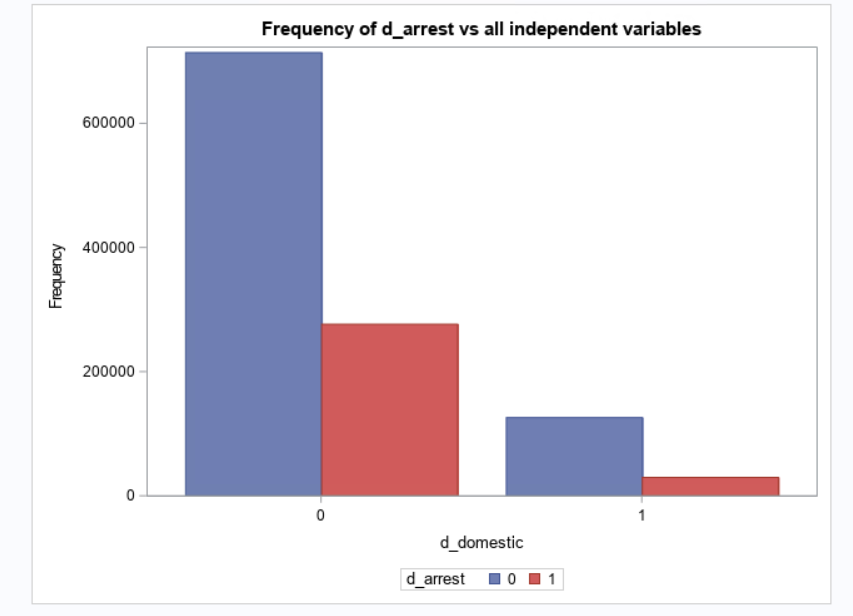 Frequency of d_arrest vs all independent variables
600000
400000
200000
0
Frequency
0 1
d_domestic
d_arrest 0 1